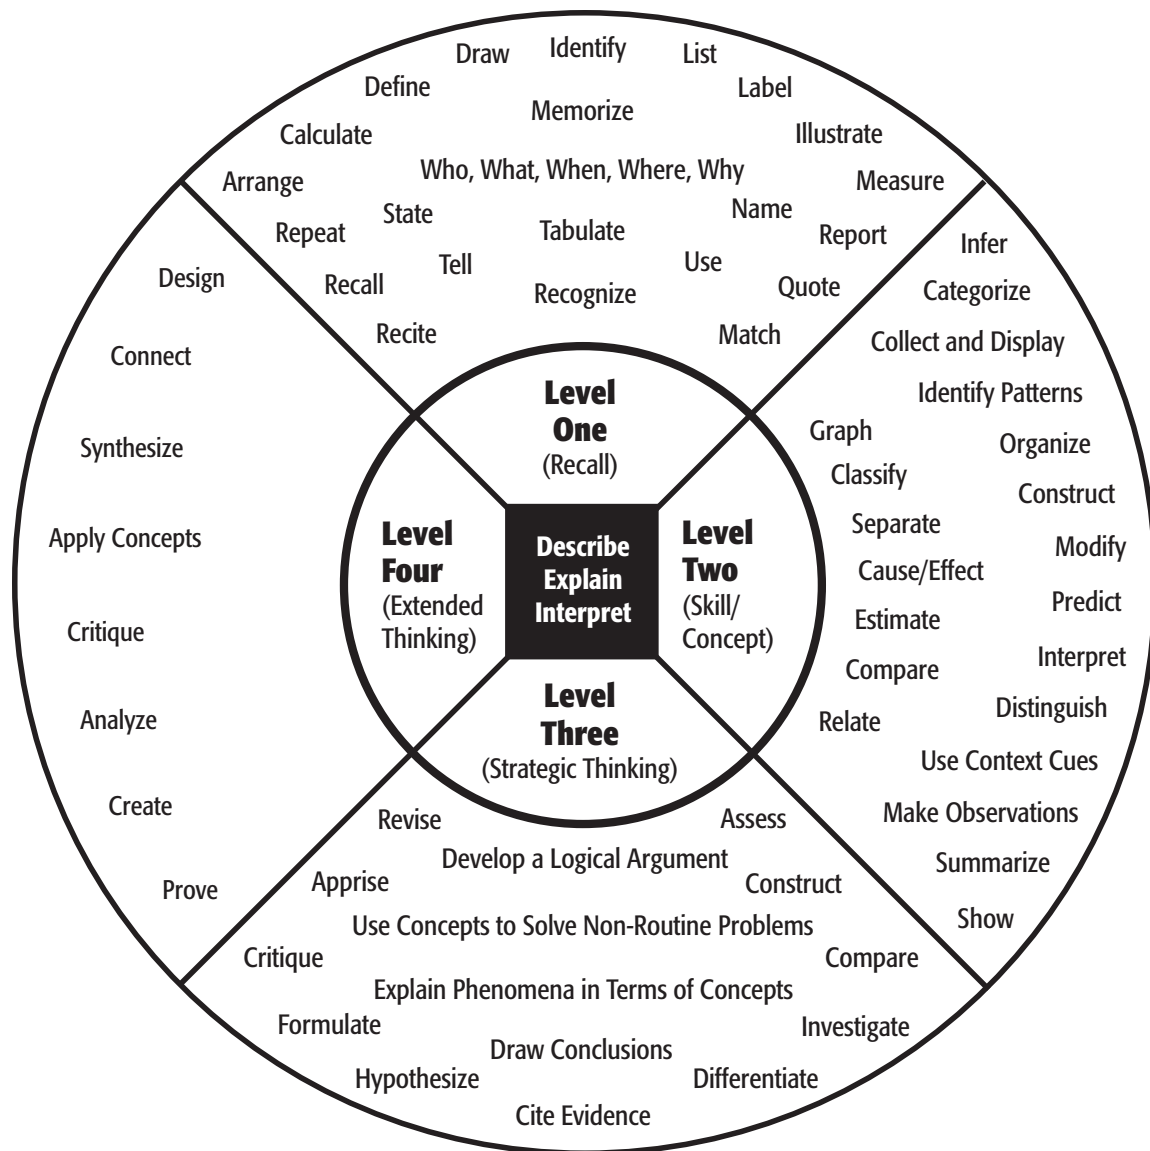 Draw
Identify
List
Define
Label
Memorize
Calculate
Illustrate
Who, What, When, Where, Why
Arrange
Measure
State
Name
Repeat
Tabulate
Report
Tell
Use
Recall
Recognize
Quote
Recite
Match
Infer
Categorize
Collect and Display
Identify Patterns
Graph
Organize
Classify
Construct
Separate
Modify
Cause/Effect
Predict
Estimate
Interpret
Compare
Distinguish
Relate
Use Context Cues
Make Observations
Summarize
Show
Revise
Assess
Develop a Logical Argument
Apprise
Construct
Use Concepts to Solve Non-Routine Problems
Critique
Compare
Explain Phenomena in Terms of Concepts
Formulate
Investigate
Draw Conclusions
Hypothesize
Differentiate
Cite Evidence
Design
Connect
Synthesize
Apply Concepts
Critique
Analyze
Create
Prove
Level
One
(Recall)
Level
Two
(Skill/
Concept)
Level
Three
(Strategic Thinking)
Level
Four
(Extended
Thinking)
Describe
Explain
Interpret